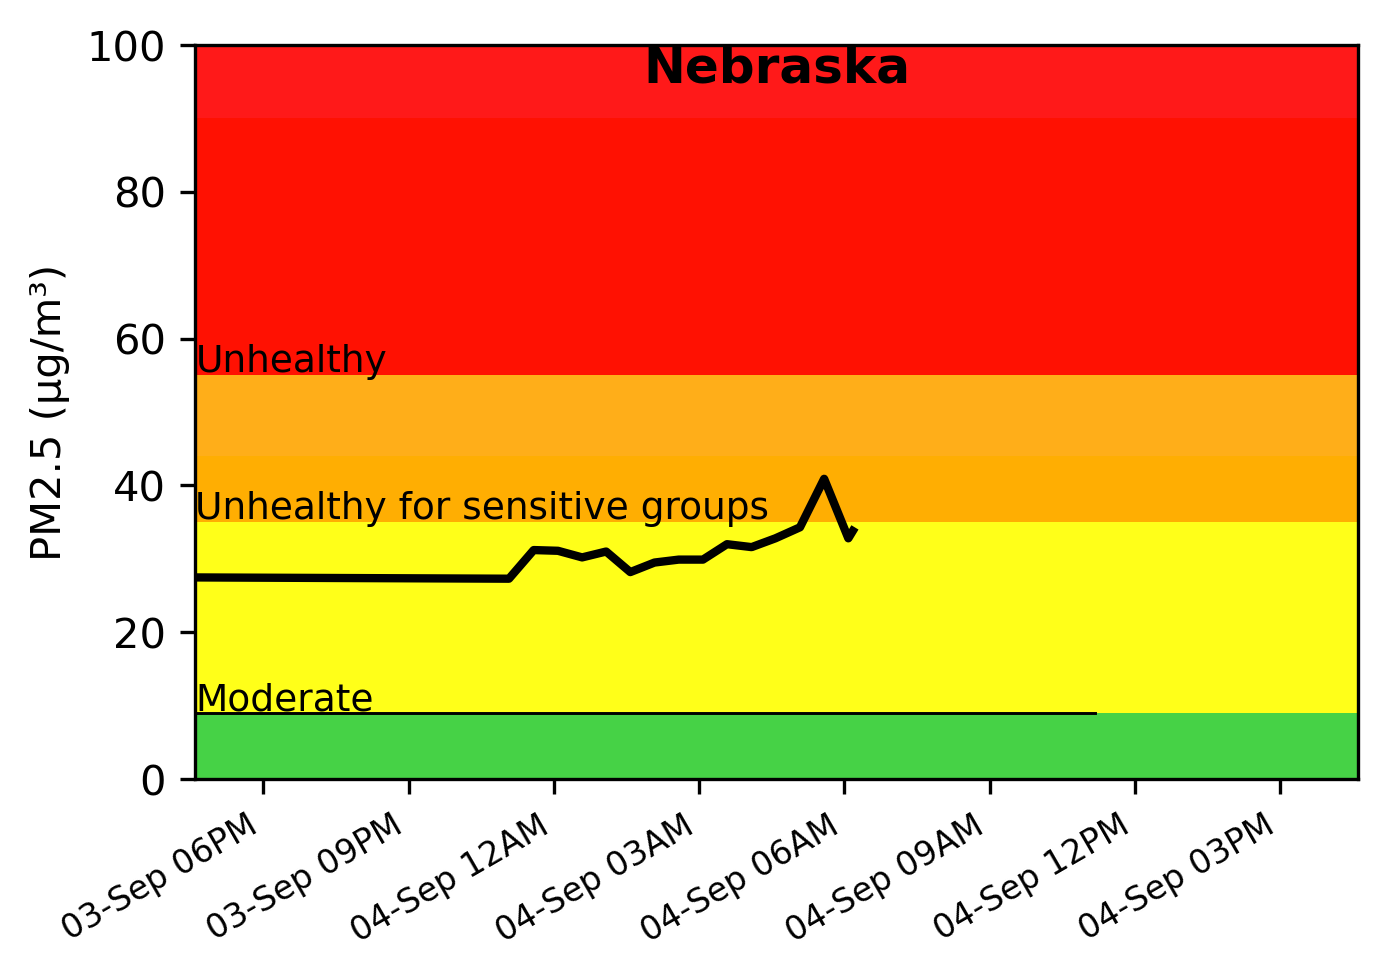 Nebraska
100
80
60
40
20
0
PM2.5 (µg/m³)
Unhealthy
Unhealthy for sensitive groups
Moderate
03-Sep 06PM
03-Sep 09PM
04-Sep 12AM
04-Sep 03AM
04-Sep 06AM
04-Sep 09AM
04-Sep 12PM
04-Sep 03PM